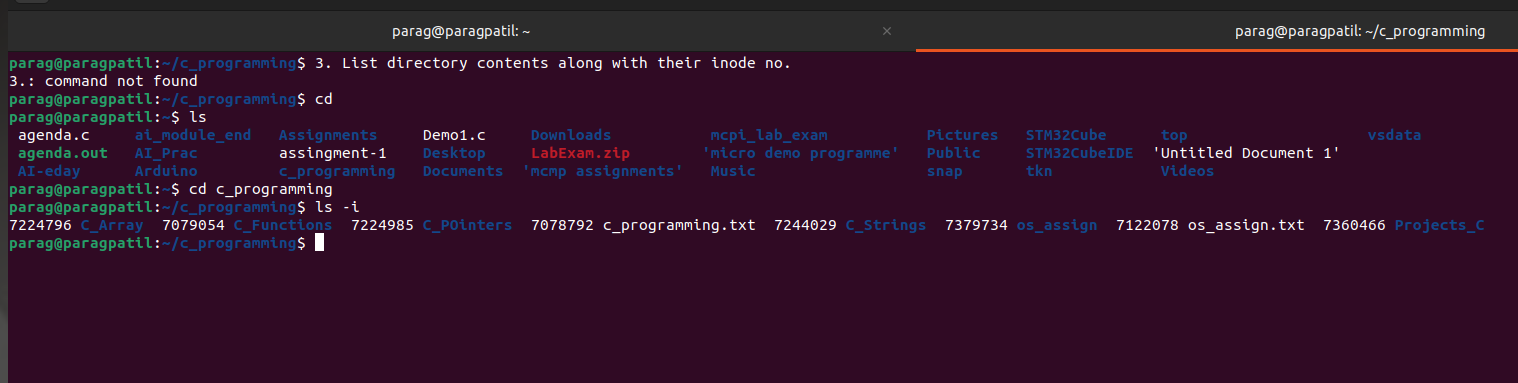 parag@paragpatil: ~ × parag@paragpatil: ~/c_programming
parag@paragpatil:~/c_programming$ 3. List directory contents along with their inode no.
3.: command not found
parag@paragpatil:~/c_programming$ cd
parag@paragpatil:~$ ls
agenda.c ai_module_end Assignments Demo1.c Downloads mcpi_lab_exam Pictures STM32Cube top vsdata
agenda.out AI_Prac assingment-1 Desktop LabExam.zip 'micro demo programme' Public STM32CubeIDE 'Untitled Document 1'
AI-eday Arduino c_programming Documents 'mcmp assignments' Music snap tkn Videos
parag@paragpatil:~$ cd c_programming
parag@paragpatil:~/c_programming$ ls -i
7224796 C_Array 7079054 C_Functions 7224985 C_POinters 7078792 c_programming.txt 7244029 C_Strings 7379734 os_assign 7122078 os_assign.txt 7360466 Projects_C
parag@paragpatil:~/c_programming$